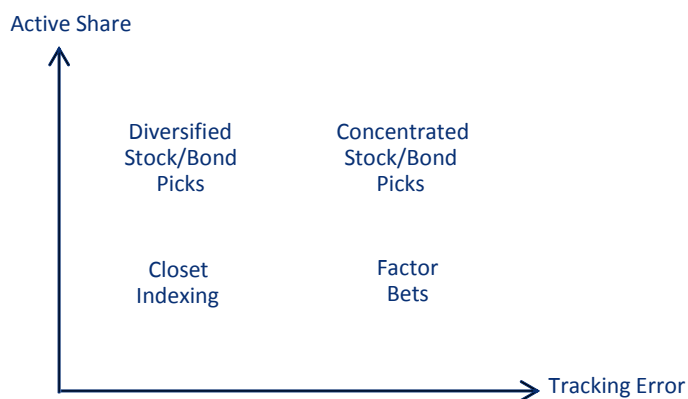 Active Share
Diversified
Stock/Bond
Picks
Concentrated
Stock/Bond
Picks
Closet
Indexing
Factor
Bets
Tracking Error